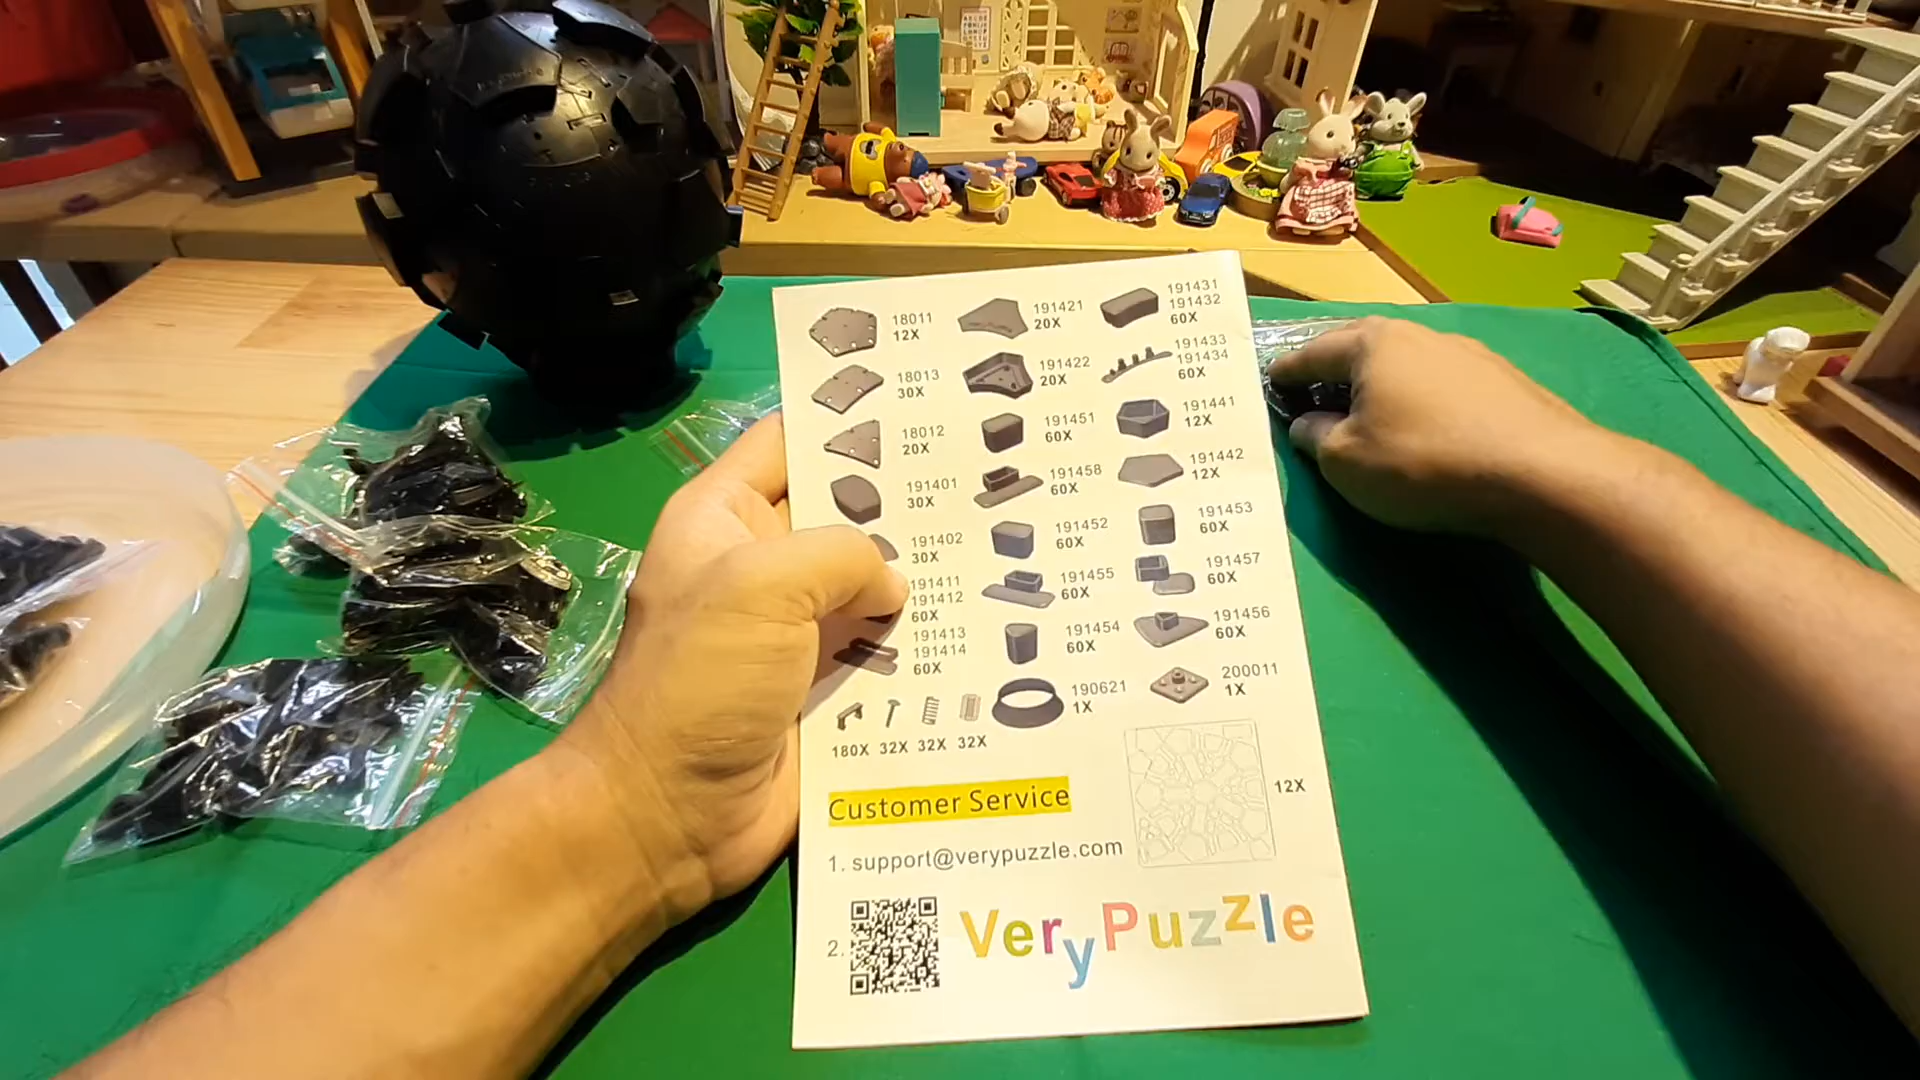 18011
12X
18013
30X
18012
20X
191401
30X
191402
30X
191411
191412
60X
191413
191414
60X
180X 32X 32X 32X
191421
20X
191422
20X
191451
60X
191458
60X
191452
60X
191455
60X
191454
60X
190621
1X
191431
191432
60X
191433
191434
60X
191441
12X
191442
12X
191453
60X
191457
60X
191456
60X
200011
1X
12X
Customer Service
1. support@verypuzzle.com
2.
VeryPuzzle